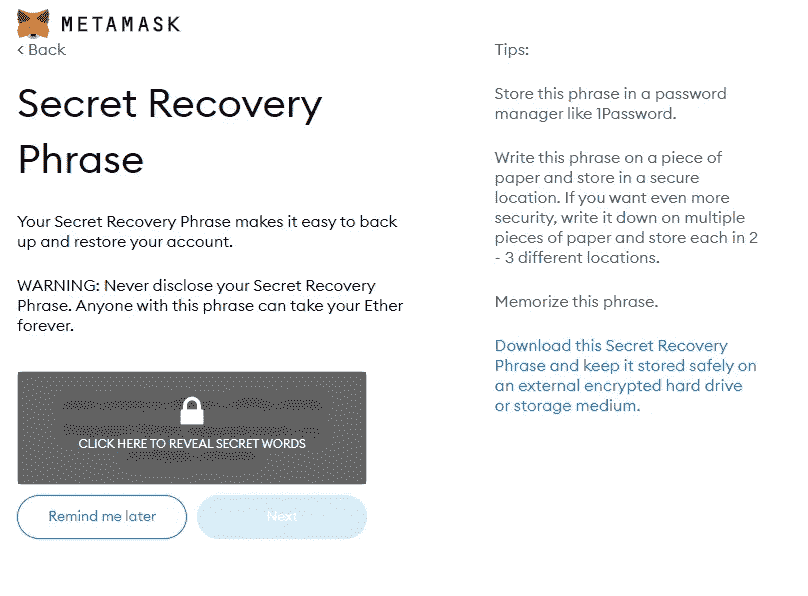 METAMASK
< Back
Secret Recovery
Phrase
Your Secret Recovery Phrase makes it easy to back
up and restore your account.
WARNING: Never disclose your Secret Recovery
Phrase. Anyone with this phrase can take your Ether
forever.
CLICK HERE TO REVEAL SECRET WORDS
Remind me later
Next
Tips:
Store this phrase in a password
manager like 1Password.
Write this phrase on a piece of
paper and store in a secure
location. If you want even more
security, write it down on multiple
pieces of paper and store each in 2
- 3 different locations.
Memorize this phrase.
Download this Secret Recovery
Phrase and keep it stored safely on
an external encrypted hard drive
or storage medium.